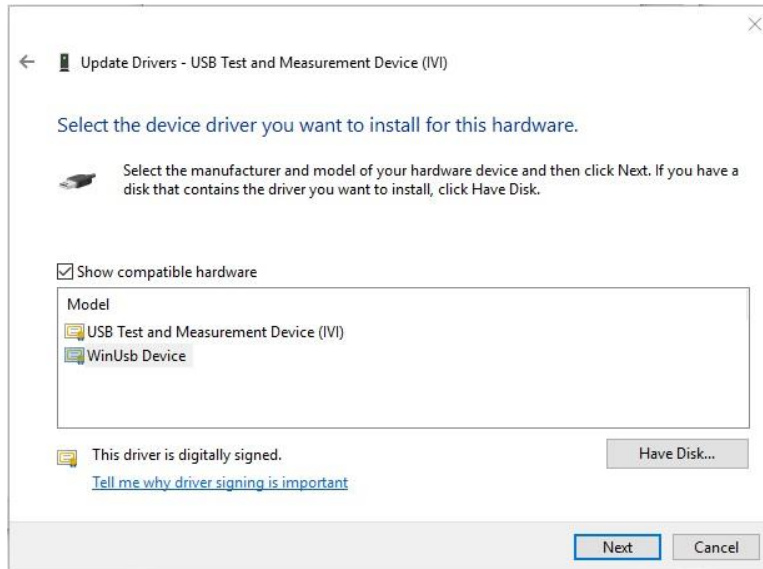 Update Drivers - USB Test and Measurement Device (IVI)
Select the device driver you want to install for this hardware.
Select the manufacturer and model of your hardware device and then click Next. If you have a
disk that contains the driver you want to install, click Have Disk.
Show compatible hardware
Model
USB Test and Measurement Device (IVI)
WinUsb Device
This driver is digitally signed.
Have Disk...
Tell me why driver signing is important
Next
Cancel